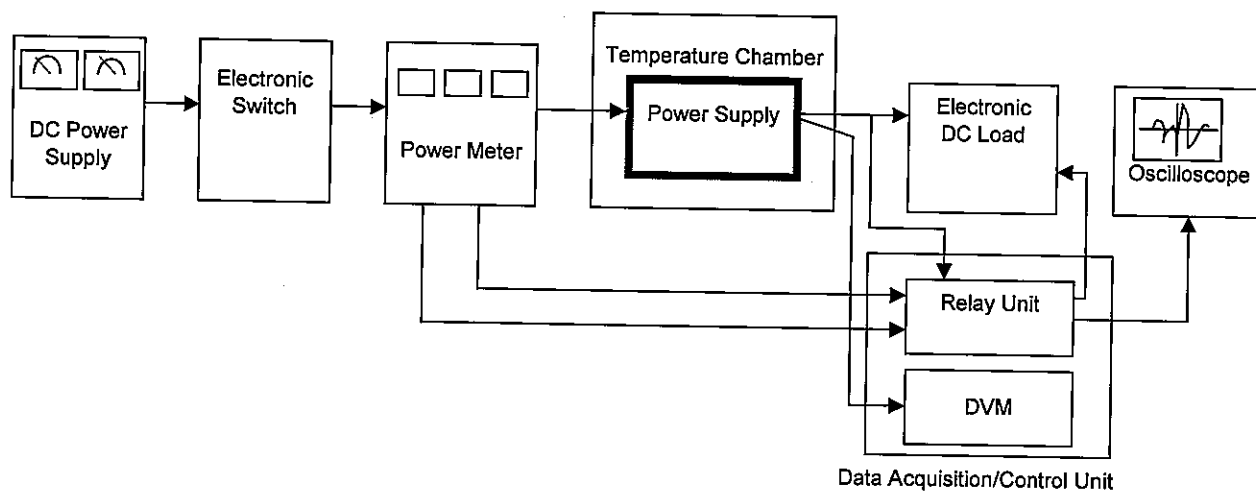 DC Power
Supply
Electronic
Switch
Power Meter
Temperature Chamber
Power Supply
Electronic
DC Load
Oscilloscope
Relay Unit
DVM
Data Acquisition/Control Unit